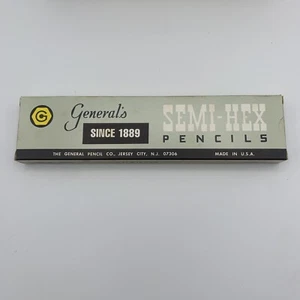 G
General's
SINCE 1889
SEMI-HEX
PENCILS
THE GENERAL PENCIL CO., JERSEY CITY, N.J. 07306
MADE IN U.S.A.